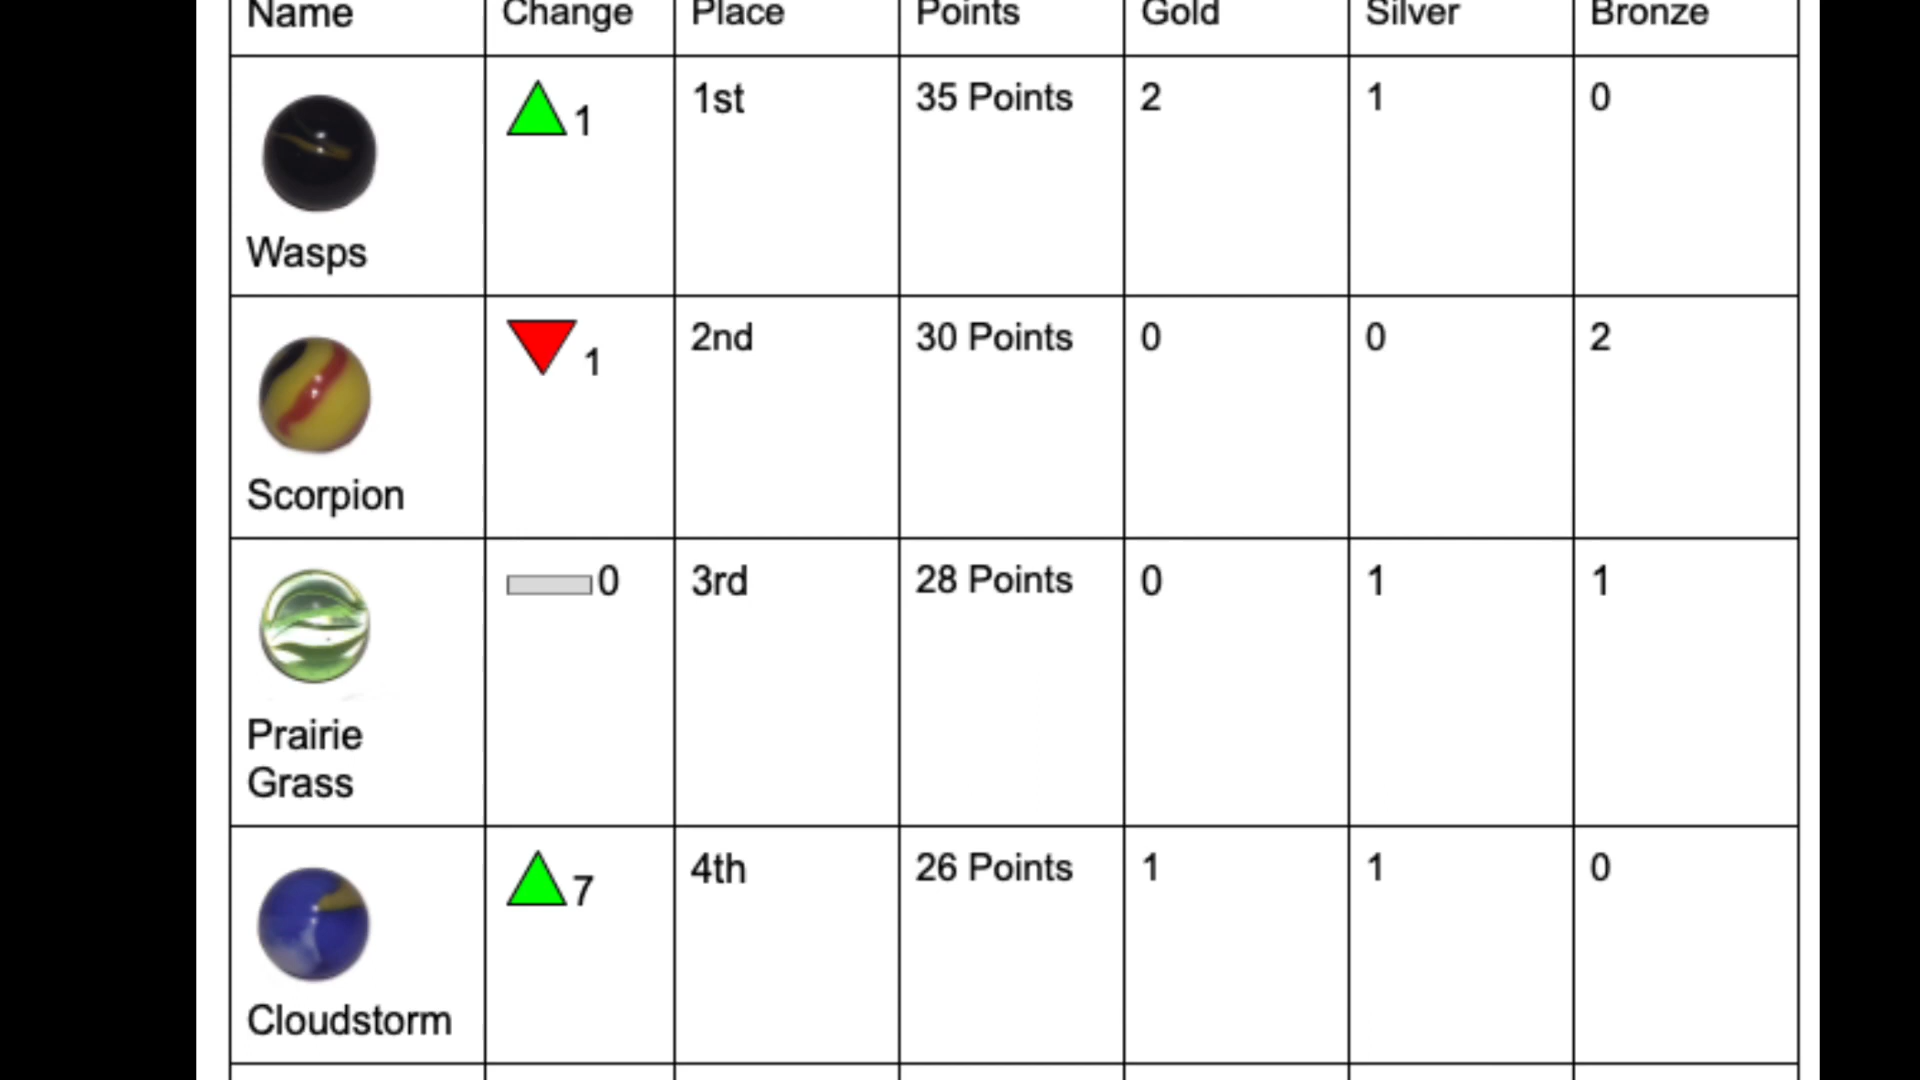 Name Change Place Points Gold Silver Bronze
1 1st 35 Points 2 1 0
Wasps
1 2nd 30 Points 0 0 2
Scorpion
0 3rd 28 Points 0 1 1
Prairie
Grass
7 4th 26 Points 1 1 0
Cloudstorm